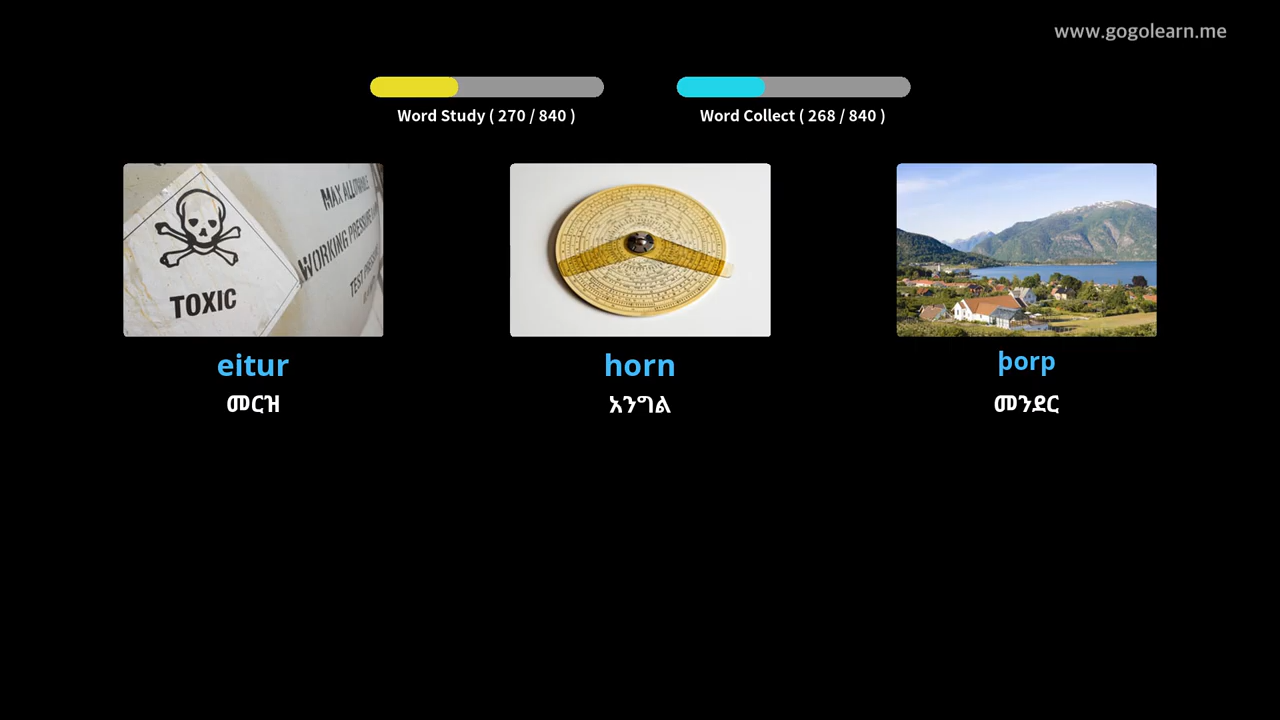 www.gogolearn.me
Word Study ( 270 / 840 )
Word Collect ( 268 / 840 )
TOXIC
MAX ALLOWABLE
WORKING PRESSURE
TEST
eitur
horn
þorp
መርዝ
አንግል
መንደር